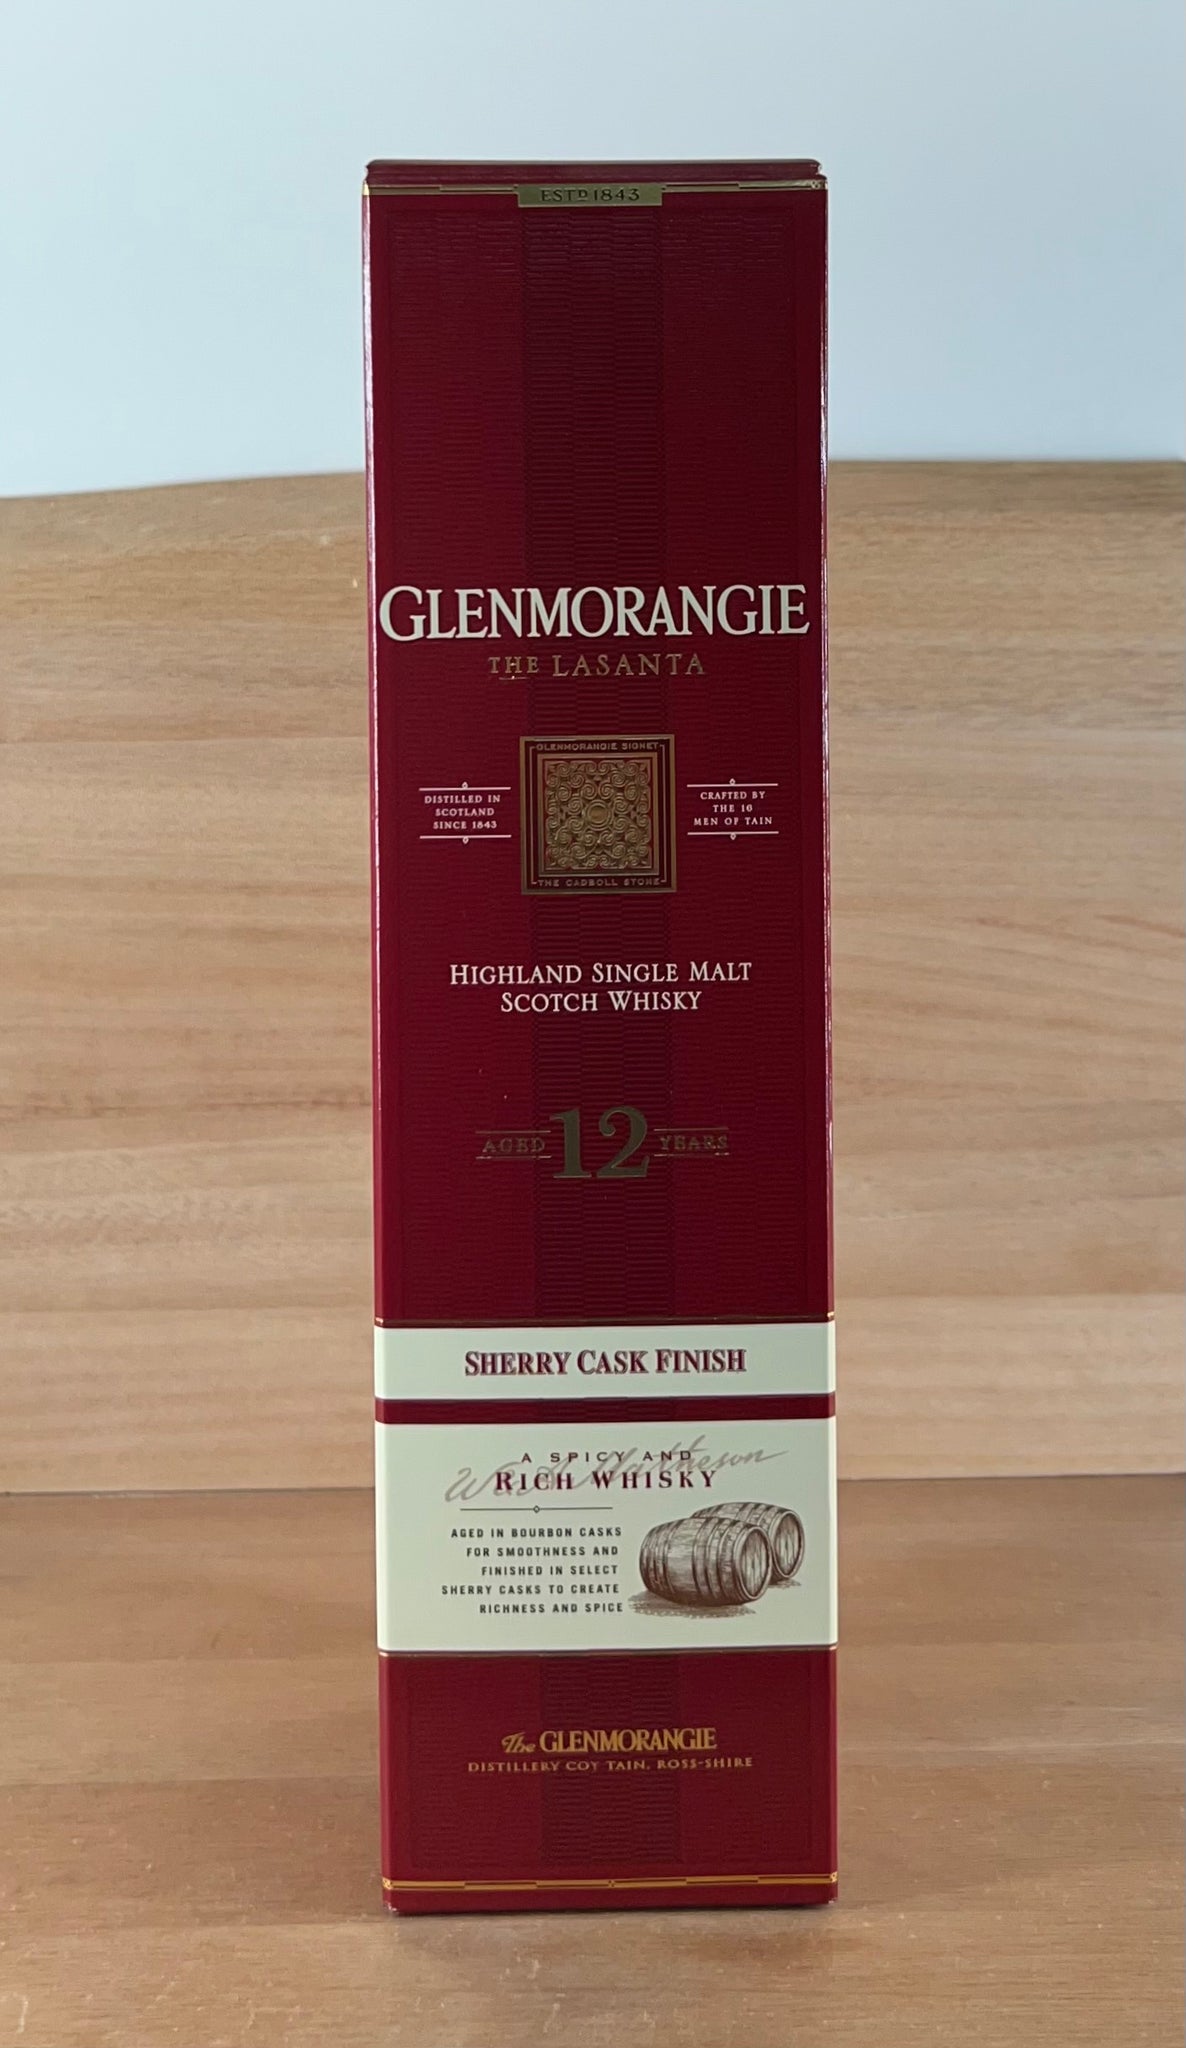 ESTD 1843
GLENMORANGIE
THE LASANTA
GLENMORANGIE SIGNET
DISTILLED IN
SCOTLAND
SINCE 1843
CRAFTED BY
THE 16
MEN OF TAIN
THE CADBOLL STONE
HIGHLAND SINGLE MALT
SCOTCH WHISKY
AGED 12 YEARS
SHERRY CASK FINISH
A SPICY AND
RICH WHISKY
AGED IN BOURBON CASKS
FOR SMOOTHNESS AND
FINISHED IN SELECT
SHERRY CASKS TO CREATE
RICHNESS AND SPICE
The GLENMORANGIE
DISTILLERY COY TAIN, ROSS-SHIRE